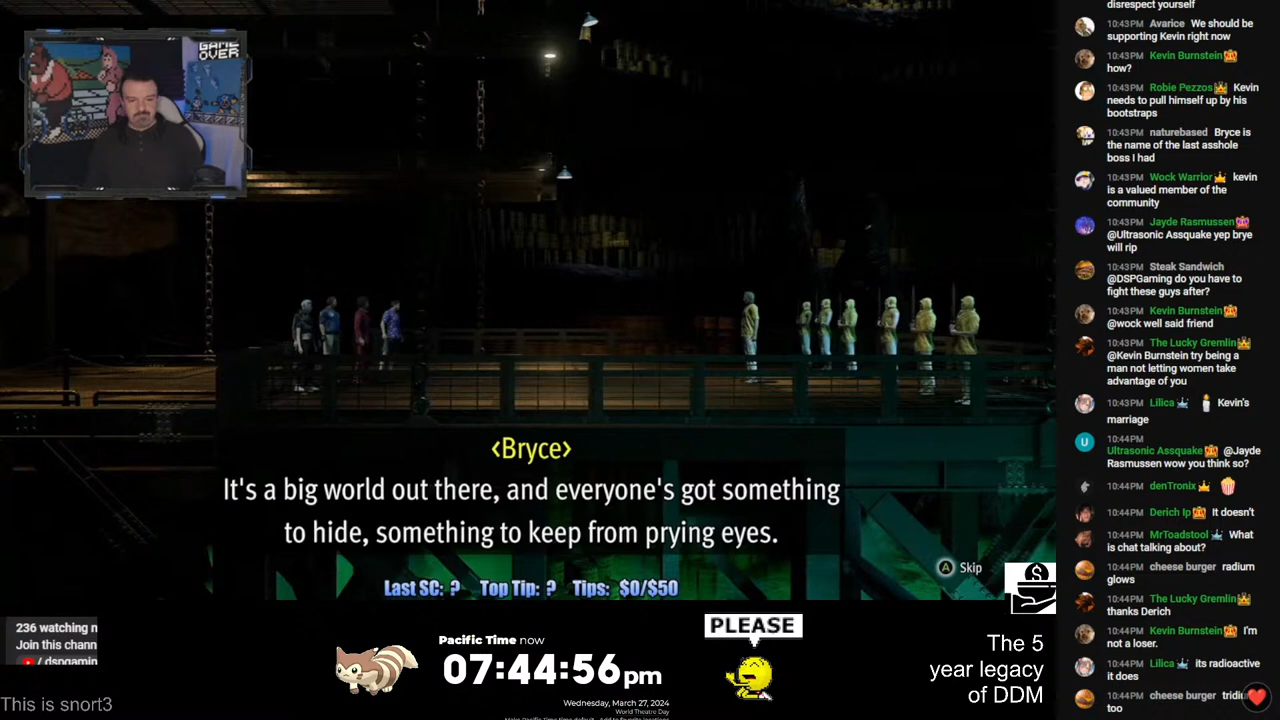 GAME
OVER
<Bryce>
It's a big world out there, and everyone's got something
to hide, something to keep from prying eyes.
A Skip
Last SC: ? Top Tip: ? Tips: $0/$50
236 watching n
Join this chann
/ dspgamin
This is snort3
Pacific Time now
07:44:56pm
Wednesday, March 27, 2024
World Theatre Day
PLEASE
The 5
year legacy
of DDM
disrespect yourself
10:43PM Avarice We should be
supporting Kevin right now
10:43PM Kevin Burnstein
how?
10:43PM Robie Pezzos Kevin
needs to pull himself up by his
bootstraps
10:43PM naturebased Bryce is
the name of the last asshole
boss I had
10:43PM Wock Warrior kevin
is a valued member of the
community
10:43PM Jayde Rasmussen
@Ultrasonic Assquake yep brye
will rip
10:43PM Steak Sandwich
@DSPGaming do you have to
fight these guys after?
10:43PM Kevin Burnstein
@wock well said friend
10:43PM The Lucky Gremlin
@Kevin Burnstein try being a
man not letting women take
advantage of you
10:43PM Lilica Kevin's
marriage
U
10:44PM
Ultrasonic Assquake @Jayde
Rasmussen wow you think so?
10:44PM denTronix
10:44PM Derich Ip It doesn't
10:44PM MrToadstool What
is chat talking about?
10:44PM cheese burger radium
glows
10:44PM The Lucky Gremlin
thanks Derich
10:44PM Kevin Burnstein I'm
not a loser.
10:44PM Lilica its radioactive
it does
10:44PM cheese burger tridiu
too